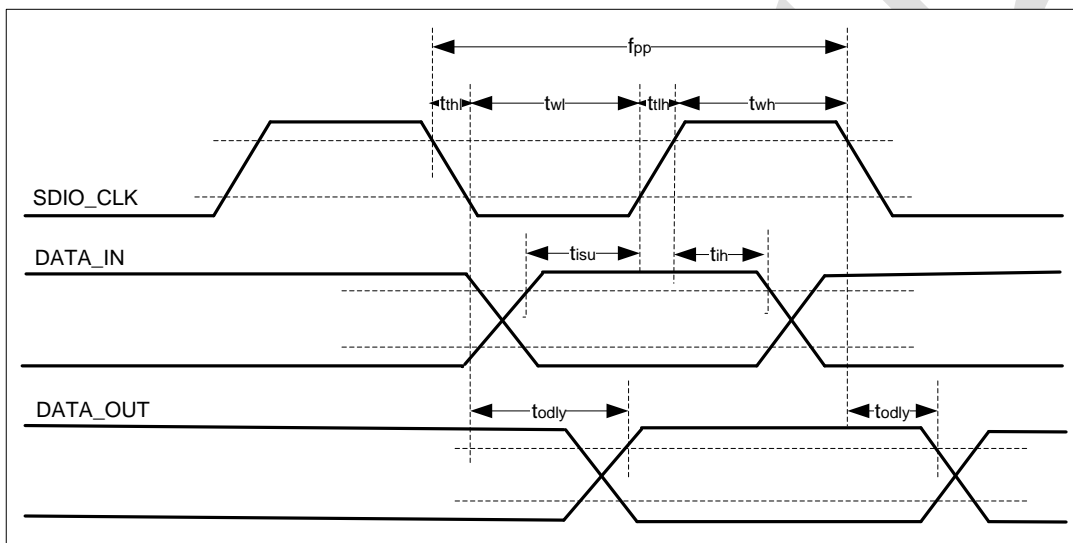 fpp
tthl twl ttlh twh
SDIO_CLK
DATA_IN
tisu tih
DATA_OUT
todly todly